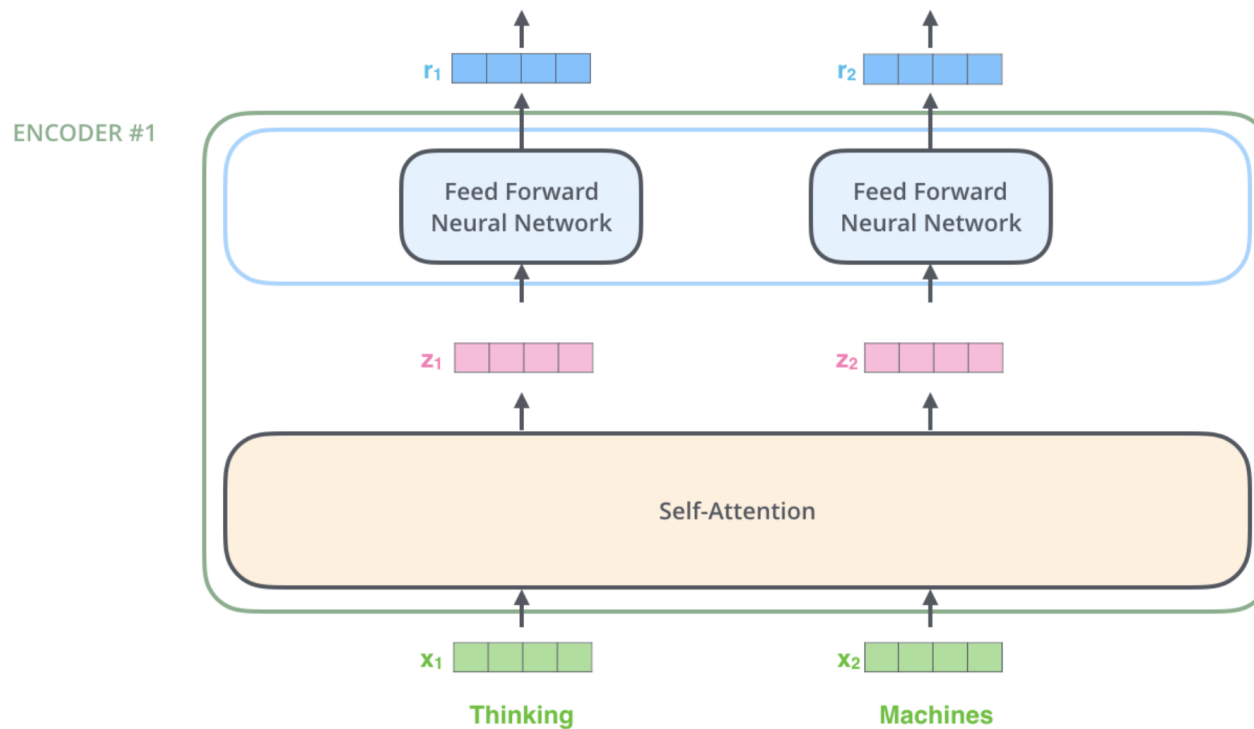 r₁
r₂
ENCODER #1
Feed Forward
Neural Network
Feed Forward
Neural Network
z₁
z₂
Self-Attention
x₁
x₂
Thinking
Machines